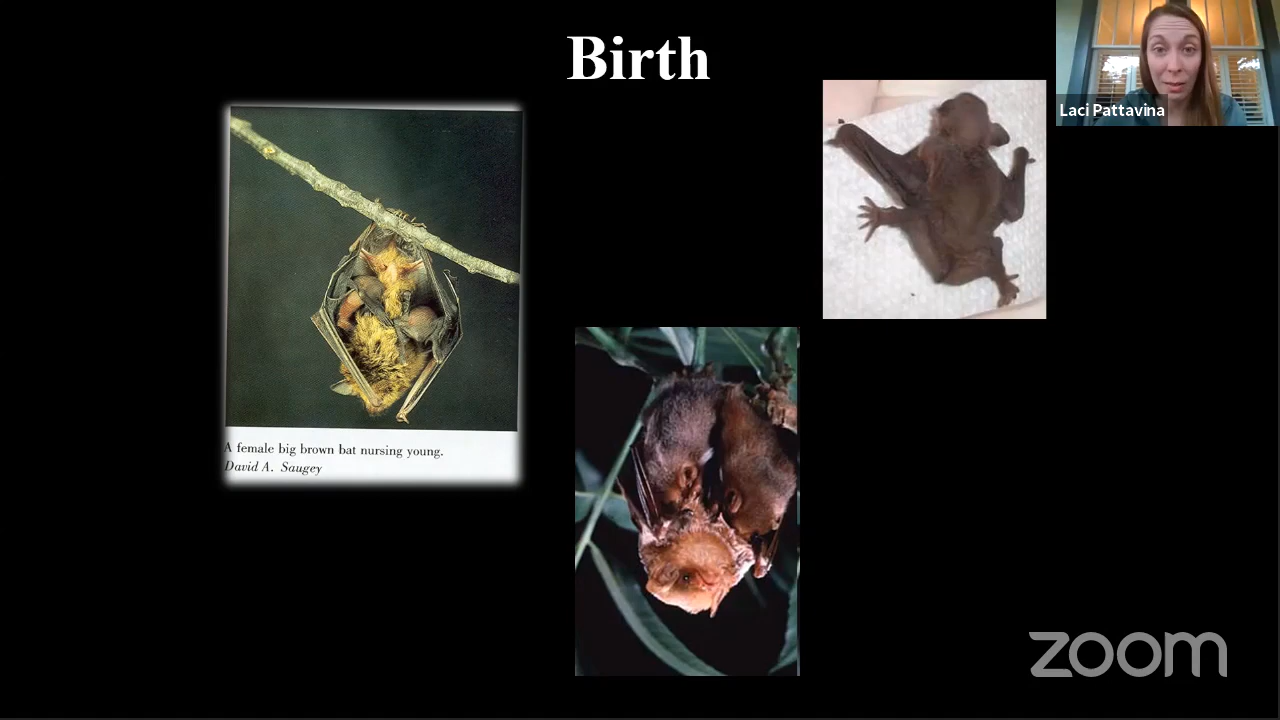 Birth
Laci Pattavina
A female big brown bat nursing young.
David A. Saugey
zoom